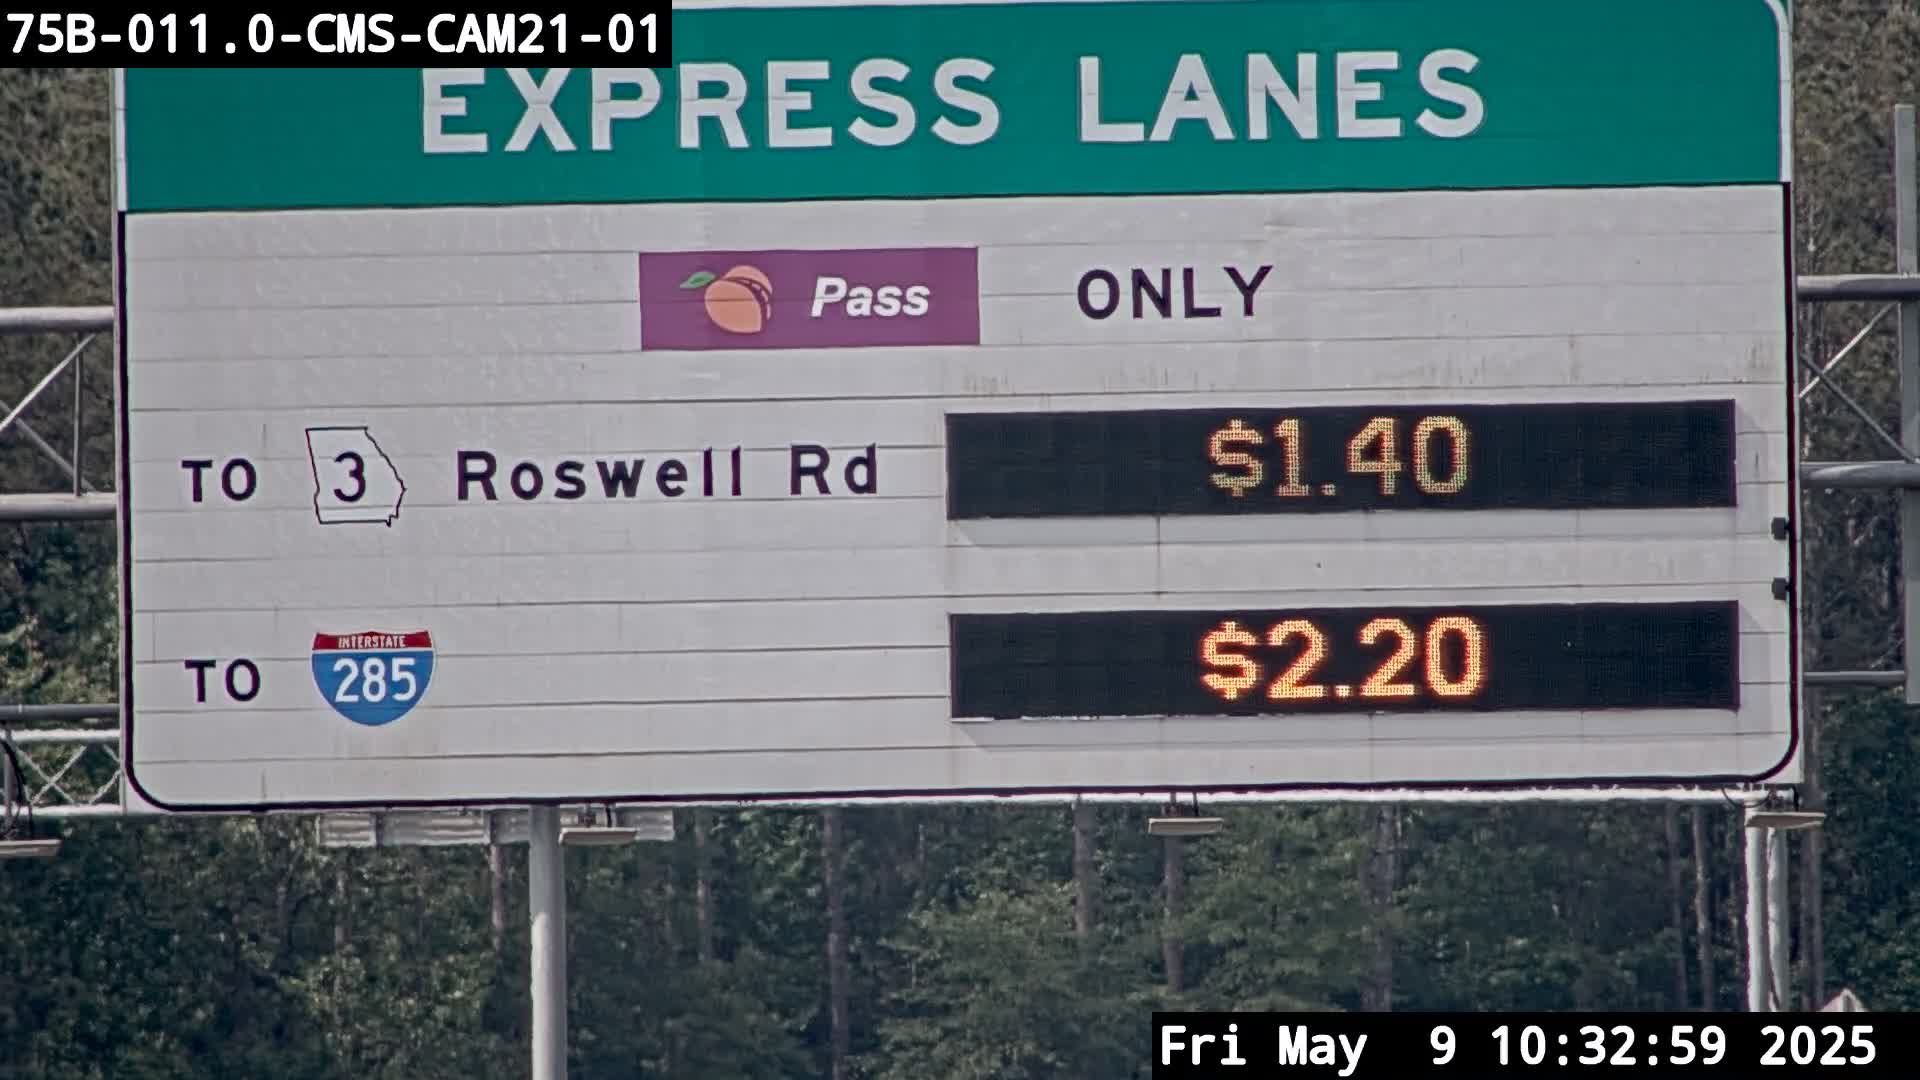 75B-011.0-CMS-CAM21-01
EXPRESS LANES
Pass ONLY
TO 3 Roswell Rd $1.40
INTERSTATE
TO 285 $2.20
Fri May 9 10:32:59 2025